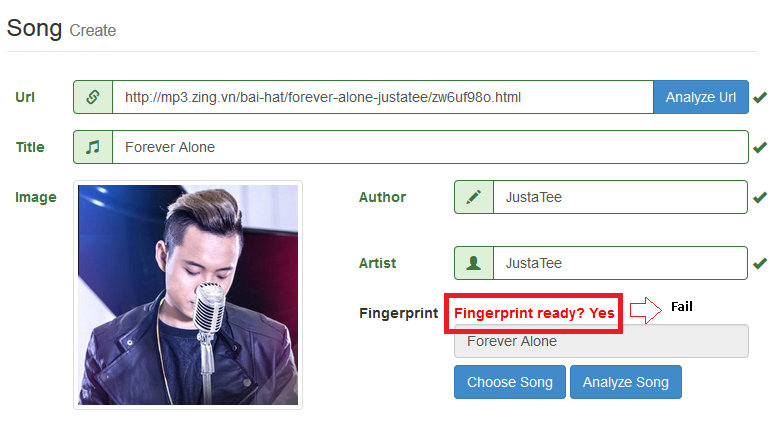 Song Create
Url http://mp3.zing.vn/bai-hat/forever-alone-justatee/zw6uf98o.html Analyze Url
Title Forever Alone
Image
Author JustaTee
Artist JustaTee
Fingerprint Fingerprint ready? Yes Fail
Forever Alone
Choose Song Analyze Song